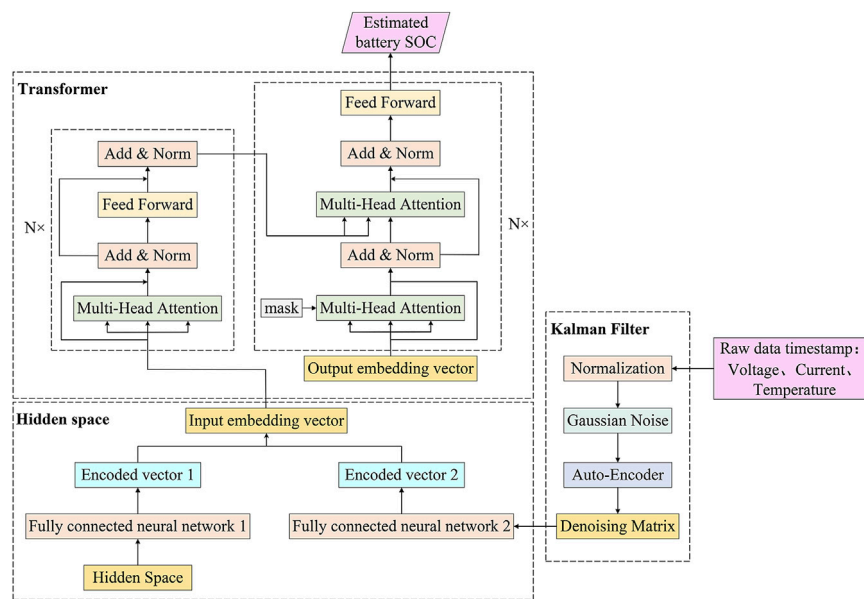 Estimated
battery SOC
Transformer
Feed Forward
Add & Norm
Add & Norm
Feed Forward
Multi-Head Attention
N×
N×
Add & Norm
Add & Norm
Multi-Head Attention
mask
Multi-Head Attention
Output embedding vector
Kalman Filter
Normalization
Raw data timestamp:
Voltage、Current、
Temperature
Hidden space
Input embedding vector
Gaussian Noise
Encoded vector 1
Encoded vector 2
Auto-Encoder
Fully connected neural network 1
Fully connected neural network 2
Denoising Matrix
Hidden Space